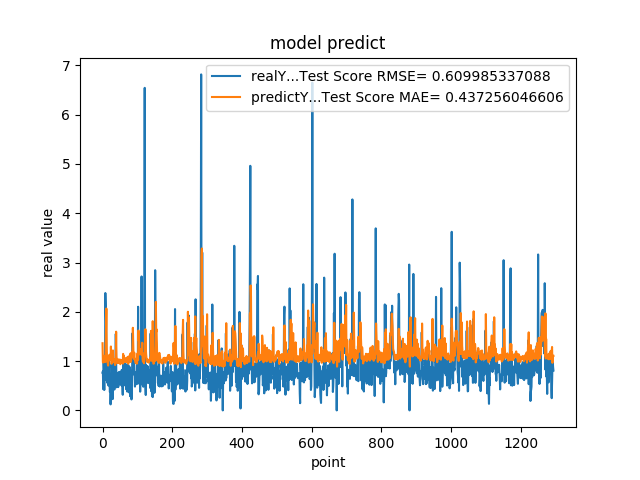 model predict
realY...Test Score RMSE= 0.609985337088
predictY...Test Score MAE= 0.437256046606
7
6
5
4
3
2
1
0
real value
0 200 400 600 800 1000 1200
point